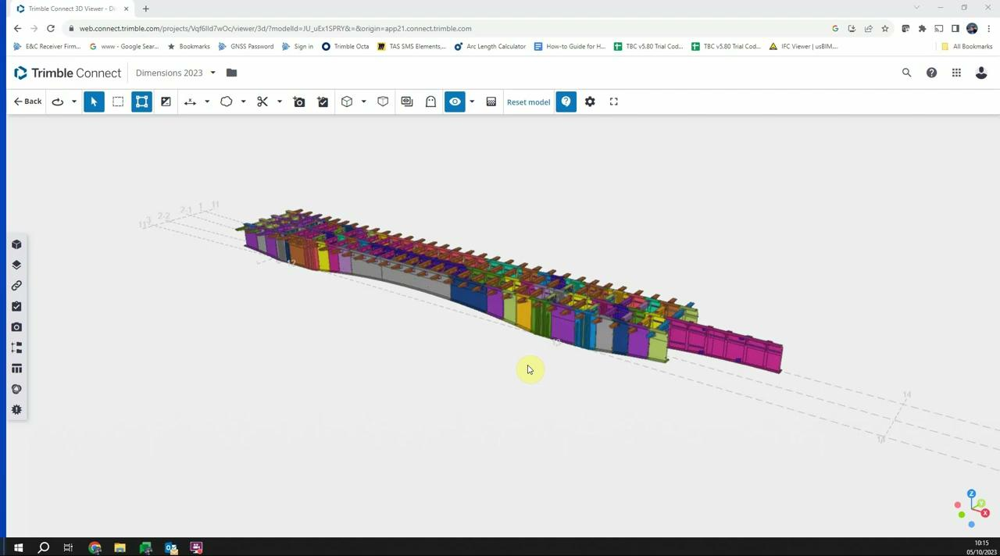 Trimble Connect 3D Viewer - Di
web.connect.trimble.com/projects/Vqf6lId7wOc/viewer/3d/?modelId=JU_uEx1SPRY&=&origin=app21.connect.trimble.com
E&C Receiver Firm... www - Google Sear... Bookmarks GNSS Password Sign in Trimble Octa TAS SMS Elements,... Arc Length Calculator How-to Guide for H... TBC v5.80 Trial Cod... TBC v5.80 Trial Cod... IFC Viewer | usBIM.... All Bookmarks
Trimble Connect Dimensions 2023
Back Reset model
11 3 2-2 2-1 1 11
12
14
Z
Y
X
10:15
05/10/2023